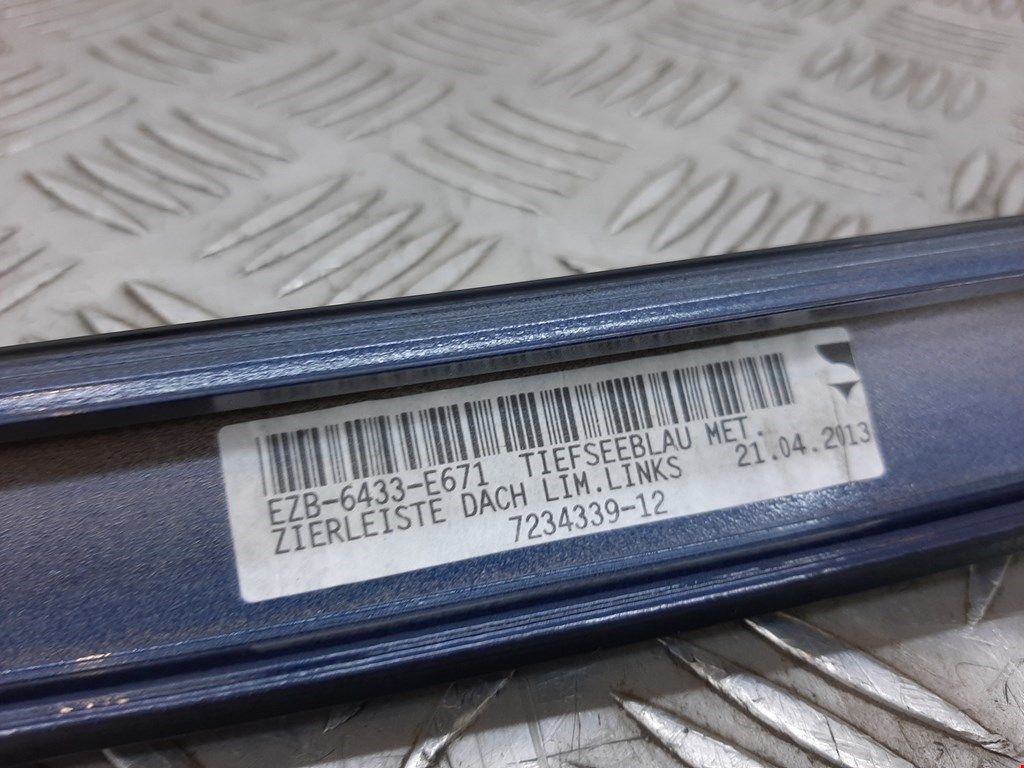 EZB-6433-E671 TIEFSEEBLAU MET.
ZIERLEISTE DACH LIM.LINKS 21.04.2013
7234339-12